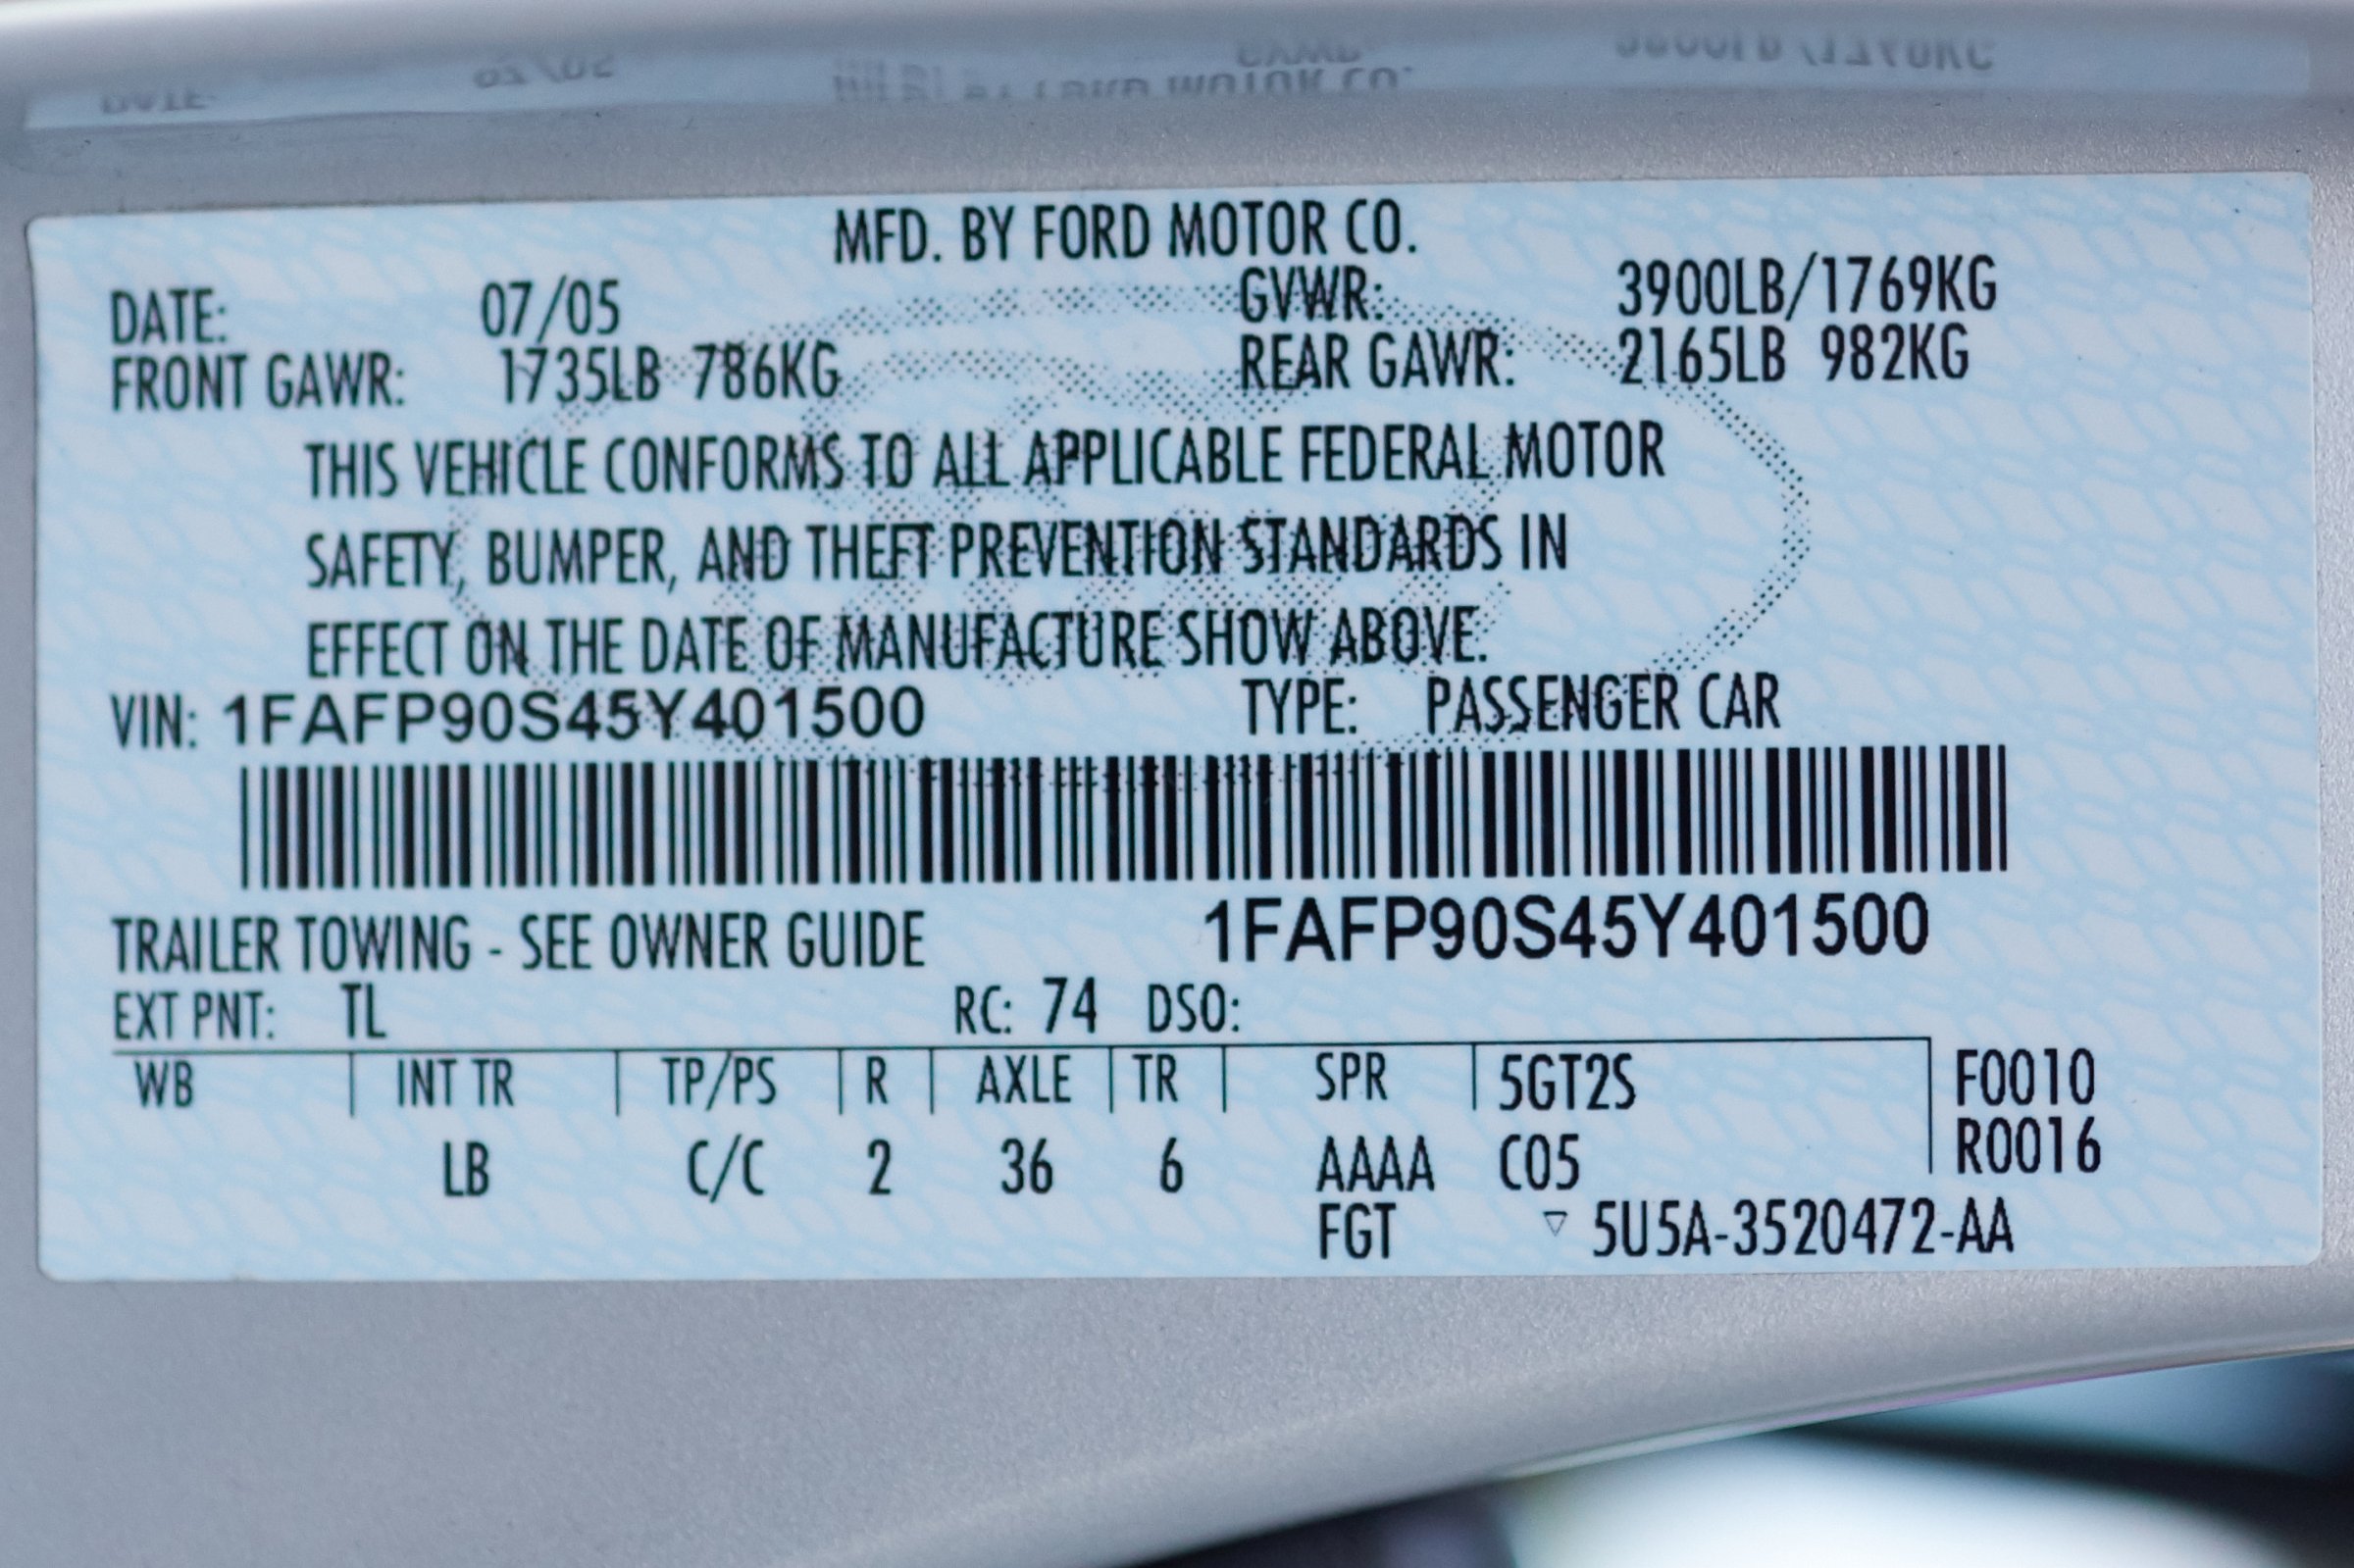 MFD. BY FORD MOTOR CO.
DATE: 07/05 GVWR: 3900LB/1769KG
FRONT GAWR: 1735LB 786KG REAR GAWR: 2165LB 982KG
THIS VEHICLE CONFORMS TO ALL APPLICABLE FEDERAL MOTOR
SAFETY, BUMPER, AND THEFT PREVENTION STANDARDS IN
EFFECT ON THE DATE OF MANUFACTURE SHOW ABOVE.
VIN: 1FAFP90S45Y401500 TYPE: PASSENGER CAR
TRAILER TOWING - SEE OWNER GUIDE 1FAFP90S45Y401500
EXT PNT: TL RC: 74 DSO:
WB | INT TR | TP/PS | R | AXLE | TR | SPR | 5GT2S F0010
R0016
LB C/C 2 36 6 AAAA C05
FGT ▽ 5U5A-3520472-AA